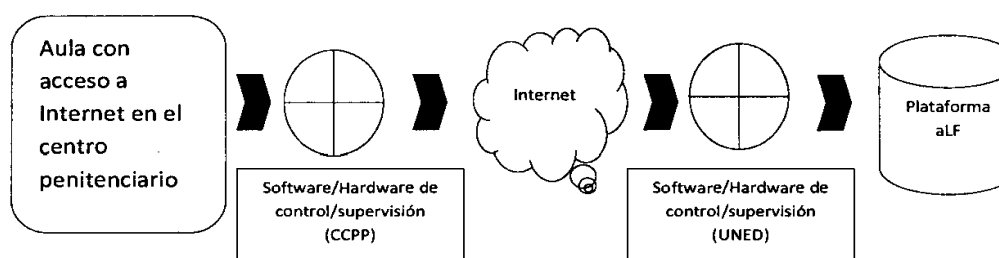 Aula con
acceso a
Internet en el
centro
penitenciario
Software/Hardware de
control/supervisión
(CCPP)
Internet
Software/Hardware de
control/supervisión
(UNED)
Plataforma
aLF